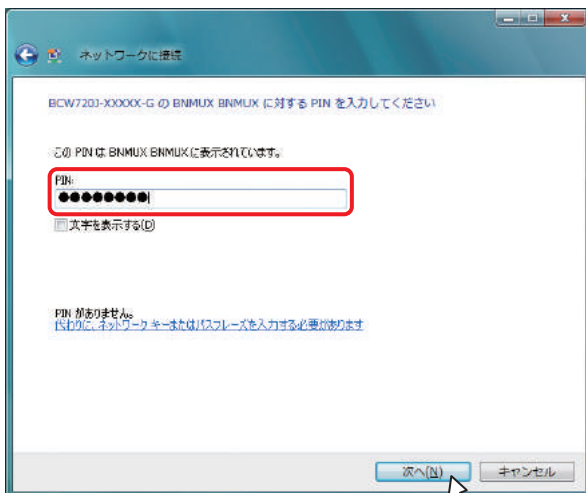 ネットワークに接続
BCW720J-XXXXX-G の BNMUX BNMUX に対する PIN を入力してください
この PIN は BNMUX BNMUX に表示されています。
PIN:
●●●●●●●●
文字を表示する(D)
PIN がありません。
代わりに、ネットワーク キーまたはパスフレーズを入力する必要があります
次へ(N)
キャンセル